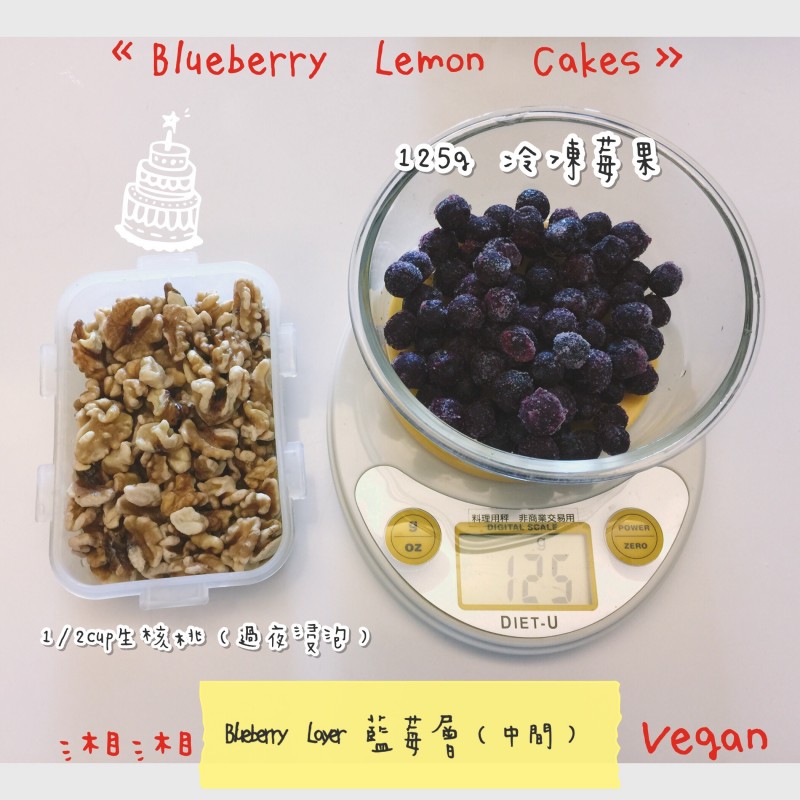 《Blueberry Lemon Cakes》
125g 冷凍莓果
料理用秤 非商業交易用
DIGITAL SCALE
g
OZ
g
125
POWER
ZERO
DIET-U
1/2cup生核桃(過夜浸泡)
Blueberry Layer 藍莓層(中間)
湘湘
Vegan